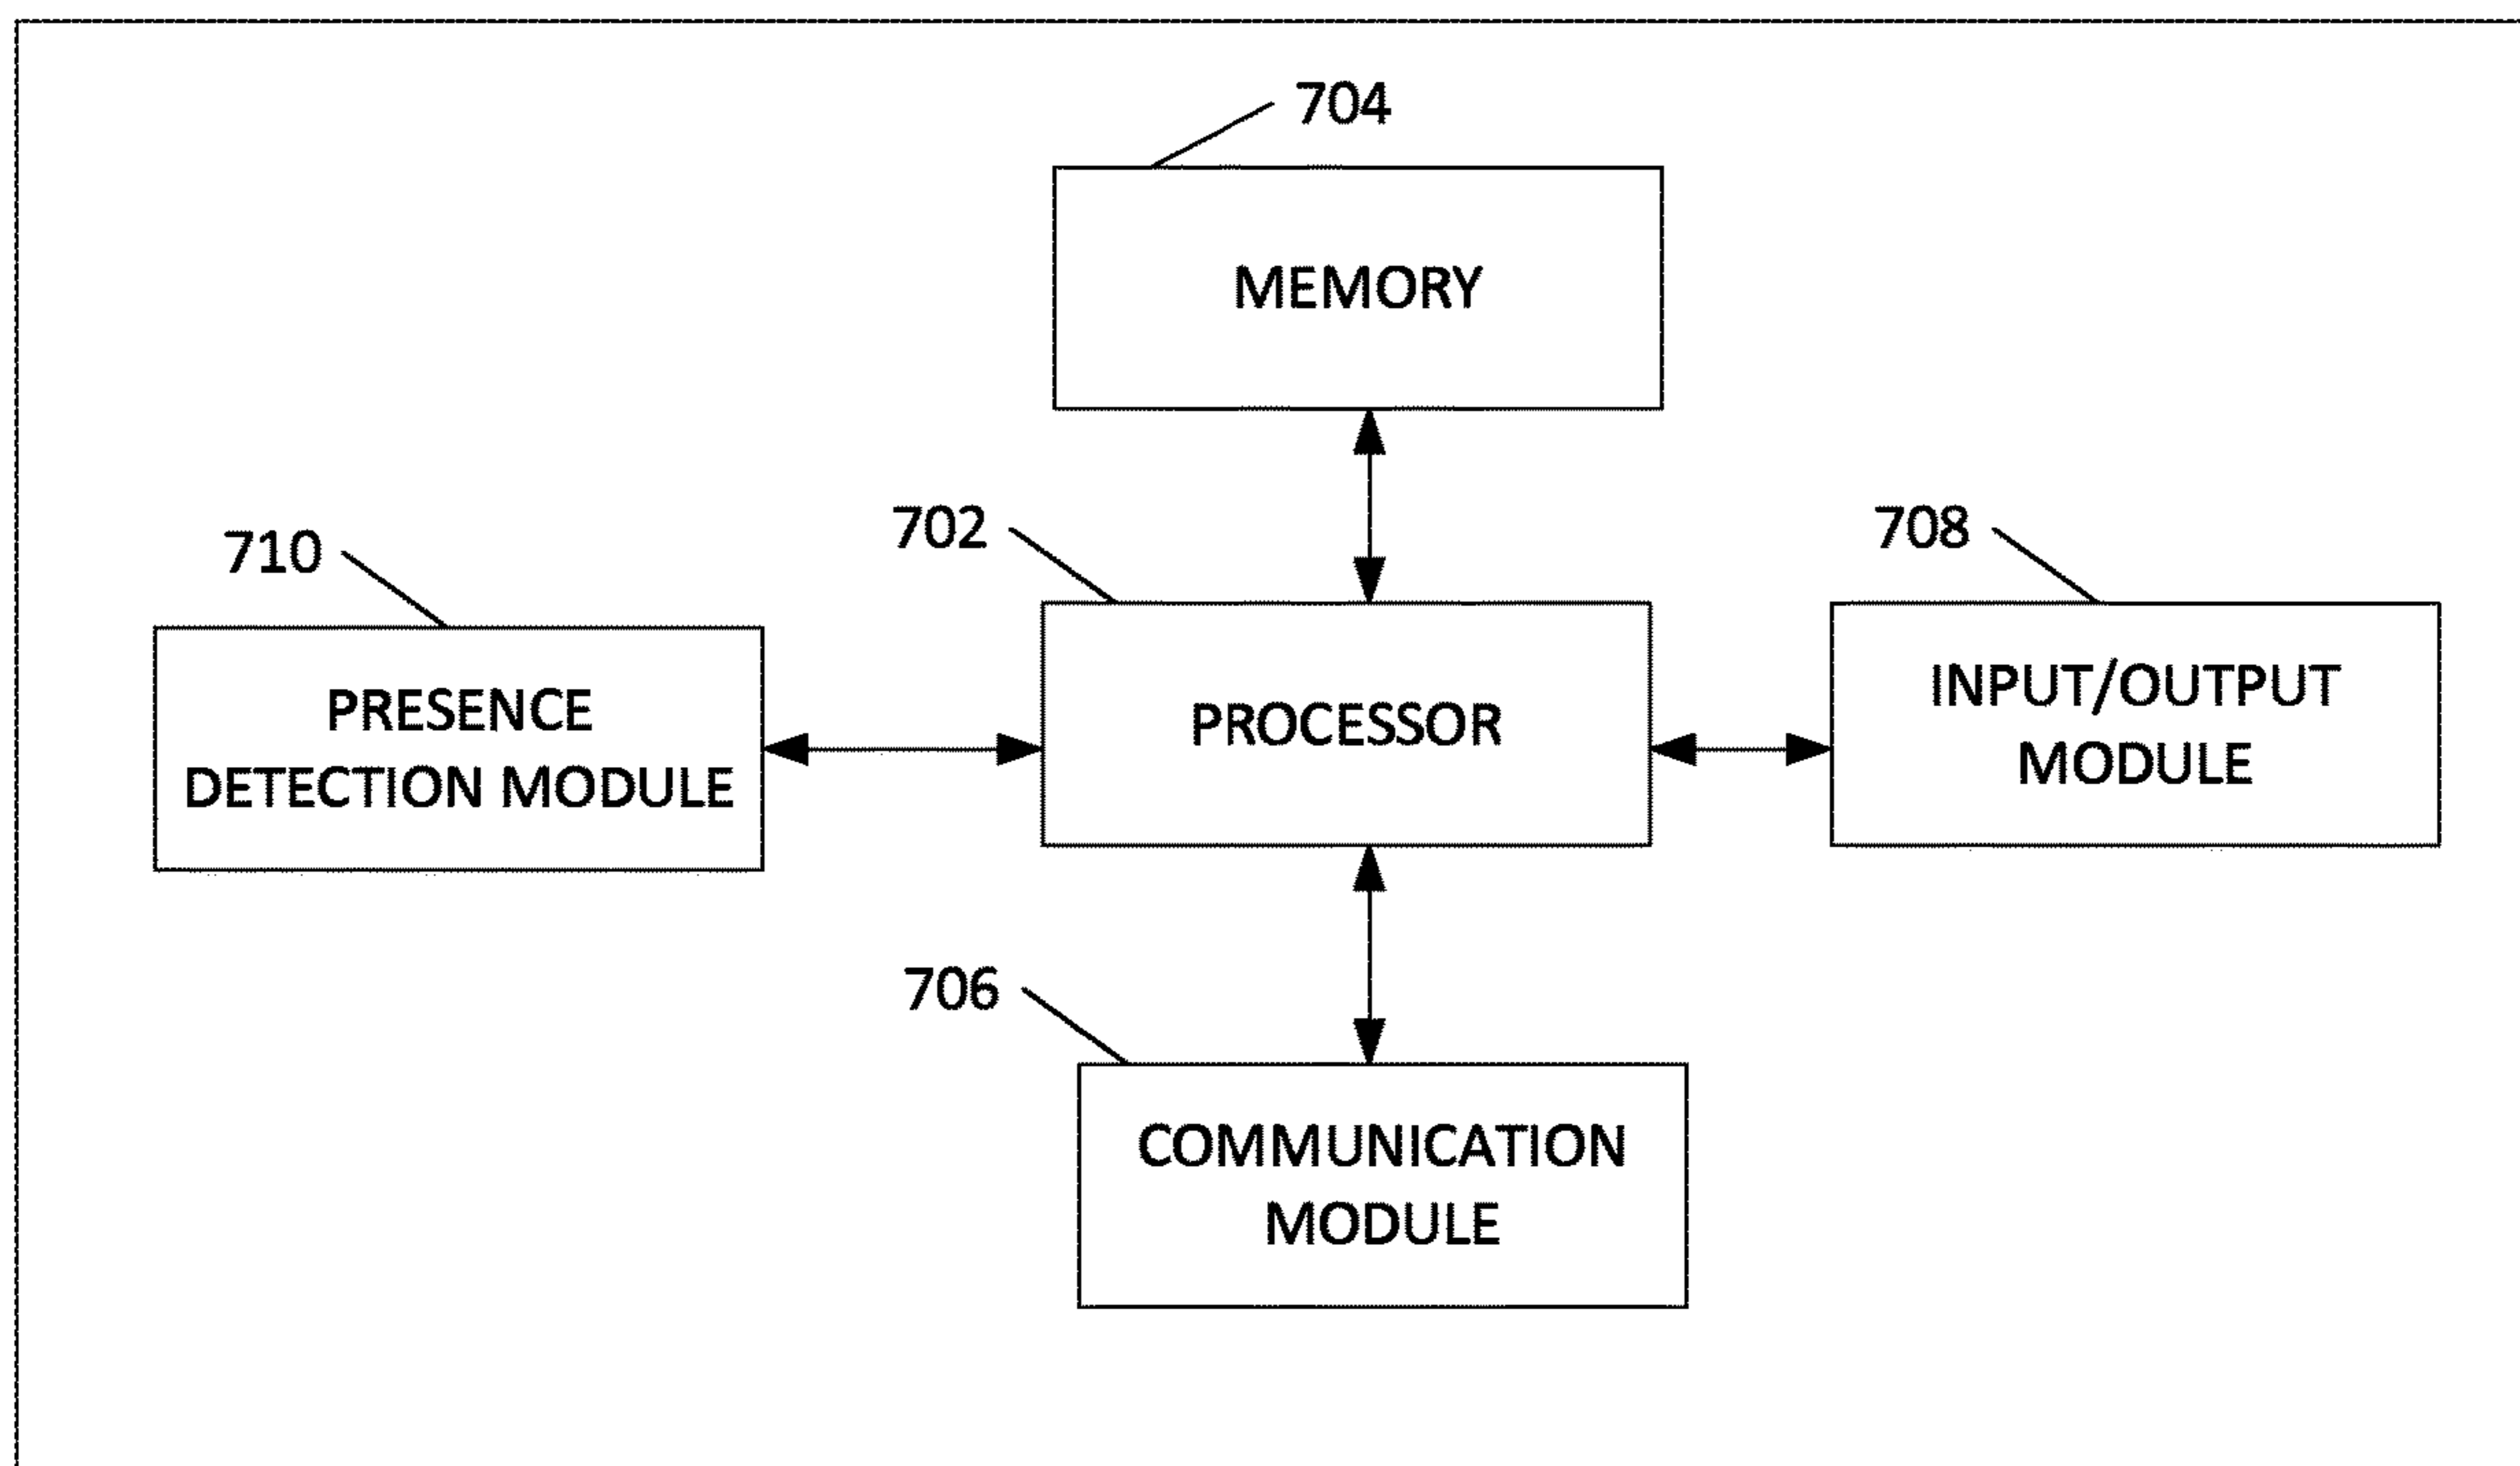 704
MEMORY
702
708
710
PRESENCE
DETECTION MODULE
PROCESSOR
INPUT/OUTPUT
MODULE
706
COMMUNICATION
MODULE